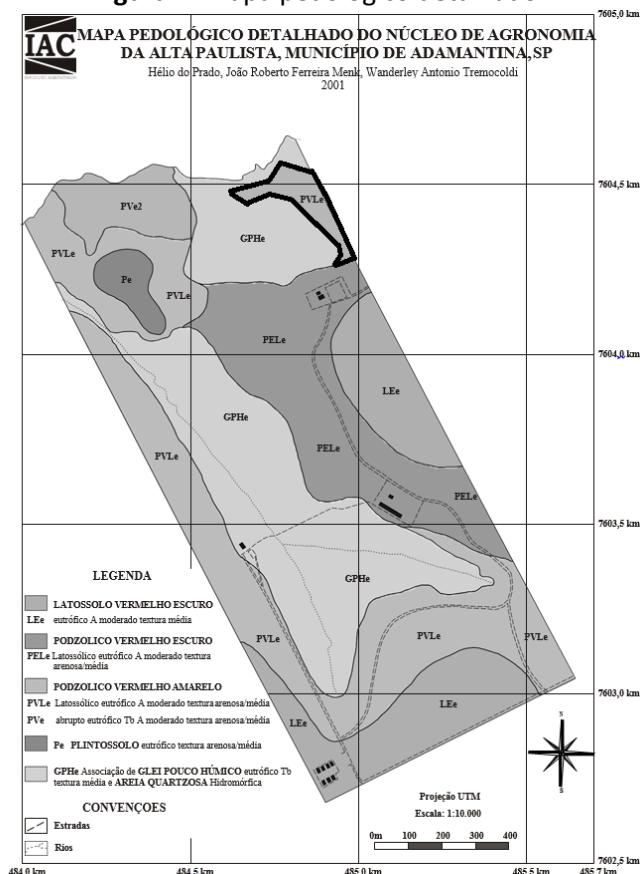 IAC
MAPA PEDOLÓGICO DETALHADO DO NÚCLEO DE AGRONOMIA
DA ALTA PAULISTA, MUNICÍPIO DE ADAMANTINA,SP
Hélio do Prado, João Roberto Ferreira Menk, Wanderley Antonio Tremocoldi
2001
7605,0 km
7604,5 km
PVLe
PVe2
GPHe
PVLe
Pe
PVLe
PELe
7604,0 km
LEe
GPHe
PVLe
PELe
PELe
7603,5 km
GPHe
PVLe
PVLe
PVLe
7603,0 km
LEe
LEe
LEGENDA
LATOSSOLO VERMELHO ESCURO
LEe eutrófico A moderado textura média
PODZOLICO VERMELHO ESCURO
PELe Latossólico eutrófico A moderado textura
arenosa/média
PODZOLICO VERMELHO AMARELO
PVLe Latossólico eutrófico A moderado textura arenosa/média
PVe abrupto eutrófico Tb A moderado textura arenosa/média
Pe PLINTOSSOLO eutrófico textura arenosa/média
GPHe Associação de GLEI POUCO HÚMICO eutrófico Tb
textura média e AREIA QUARTZOSA Hidromórfica
CONVENÇOES
Estradas
Rios
N
S
Projeção UTM
Escala: 1:10.000
0m 100 200 300 400
7602,5 km
484,0 km 484,5 km 485,0 km 485,5 km 485,7 km